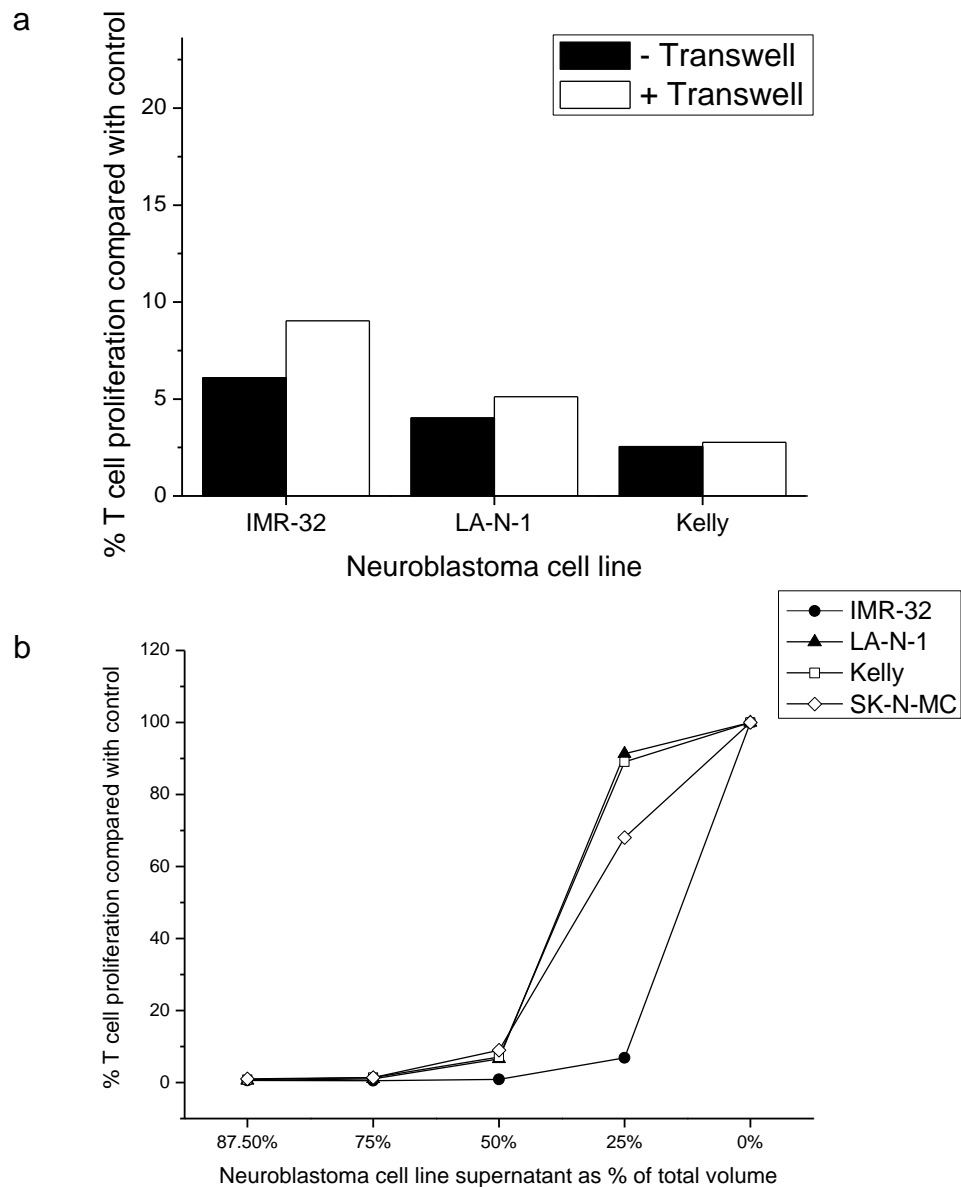 a
% T cell proliferation compared with control
20
15
10
5
0
- Transwell
+ Transwell
IMR-32
LA-N-1
Kelly
Neuroblastoma cell line
b
% T cell proliferation compared with control
120
100
80
60
40
20
0
IMR-32
LA-N-1
Kelly
SK-N-MC
87.50%
75%
50%
25%
0%
Neuroblastoma cell line supernatant as % of total volume